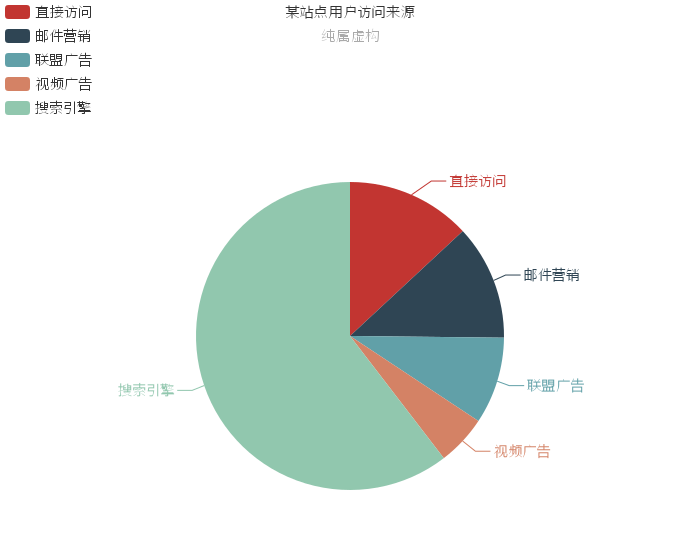 某站点用户访问来源
纯属虚构
直接访问
邮件营销
联盟广告
视频广告
搜索引擎
直接访问
邮件营销
联盟广告
视频广告
搜索引擎